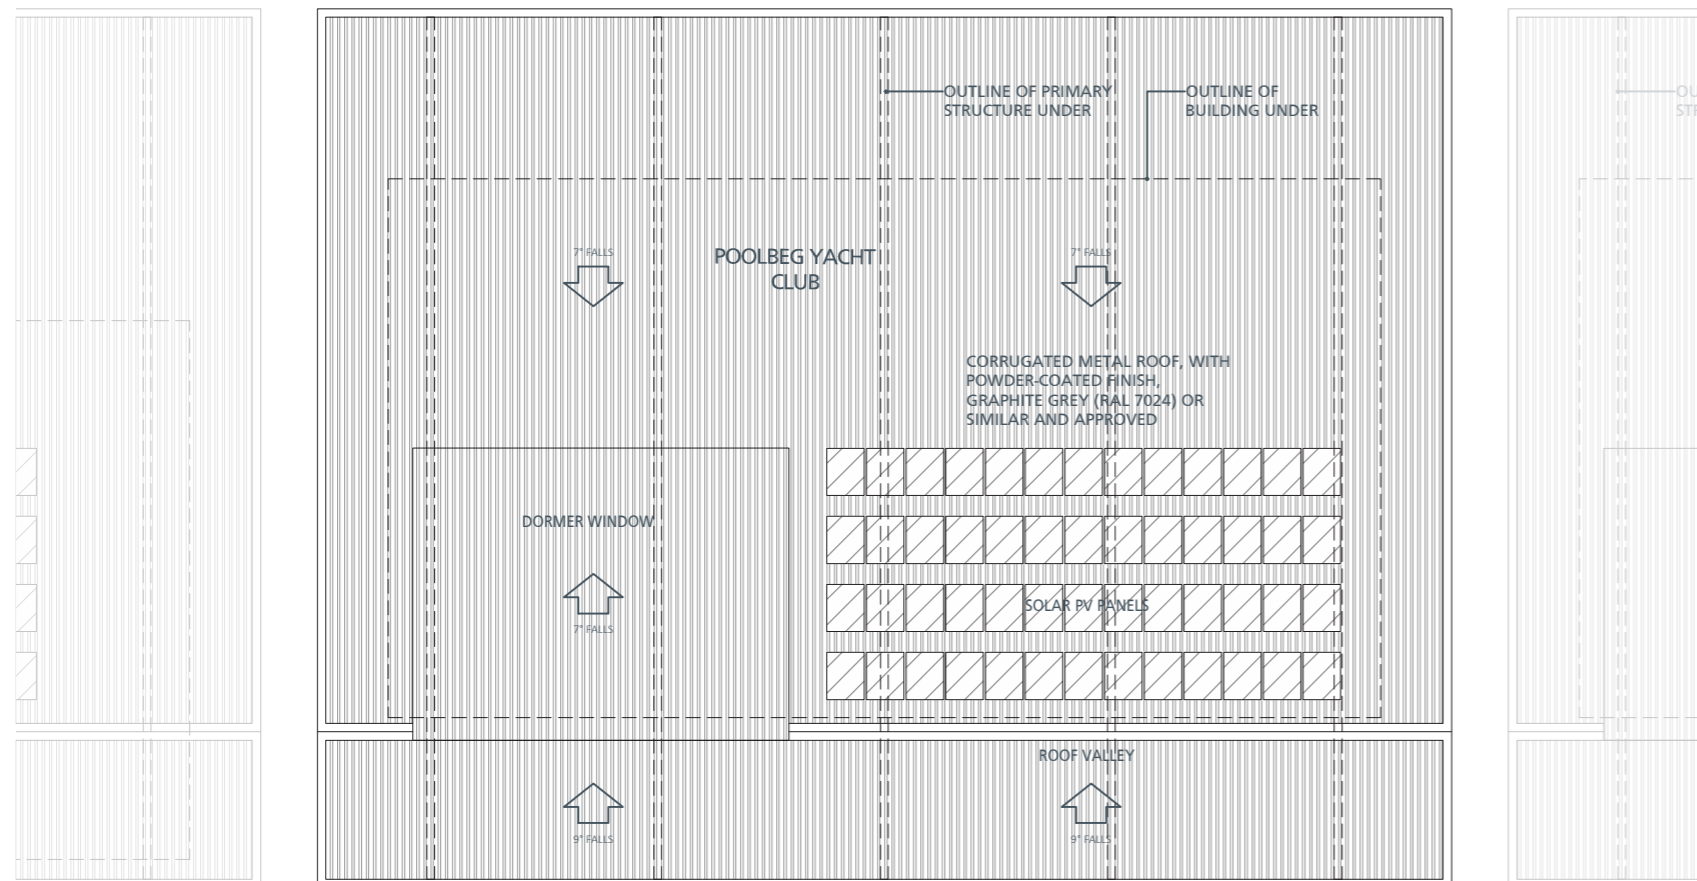 OUTLINE OF PRIMARY
STRUCTURE UNDER
OUTLINE OF
BUILDING UNDER
7° FALLS
POOLBEG YACHT
CLUB
7° FALLS
CORRUGATED METAL ROOF, WITH
POWDER-COATED FINISH,
GRAPHITE GREY (RAL 7024) OR
SIMILAR AND APPROVED
DORMER WINDOW
7° FALLS
SOLAR PV PANELS
ROOF VALLEY
9° FALLS
9° FALLS